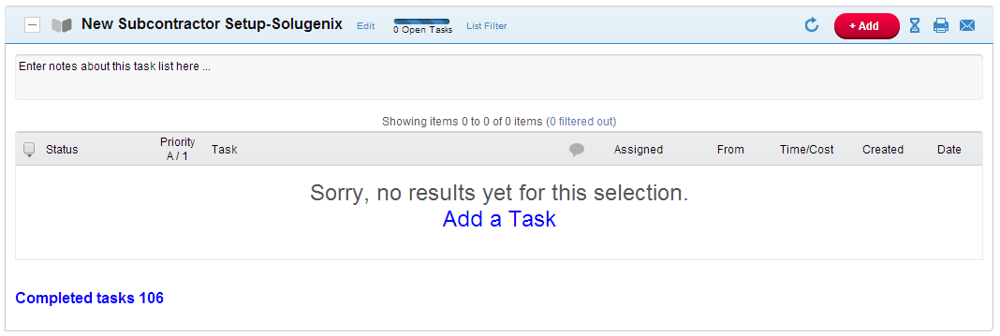 New Subcontractor Setup-Solugenix Edit 0 Open Tasks List Filter + Add
Enter notes about this task list here ...
Showing items 0 to 0 of 0 items (0 filtered out)
Status Priority A / 1 Task Assigned From Time/Cost Created Date
Sorry, no results yet for this selection.
Add a Task
Completed tasks 106